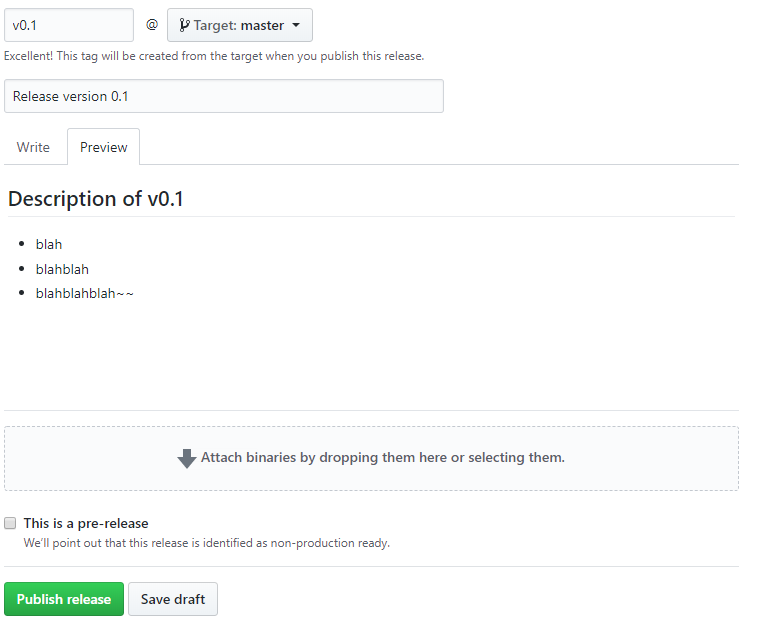 v0.1 @ Target: master
Excellent! This tag will be created from the target when you publish this release.
Release version 0.1
Write Preview
Description of v0.1
blah
blahblah
blahblahblah~~
Attach binaries by dropping them here or selecting them.
This is a pre-release
We'll point out that this release is identified as non-production ready.
Publish release Save draft